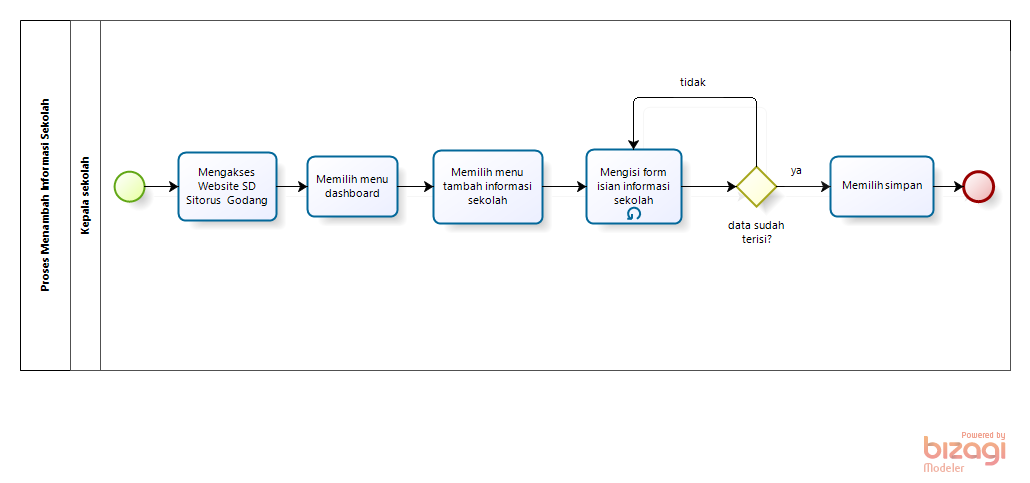 Proses Menambah Informasi Sekolah
Kepala sekolah
Mengakses
Website SD
Sitorus Godang
Memilih menu
dashboard
Memilih menu
tambah informasi
sekolah
Mengisi form
isian informasi
sekolah
tidak
data sudah
terisi?
ya
Memilih simpan
Powered by
bizagi
Modeler